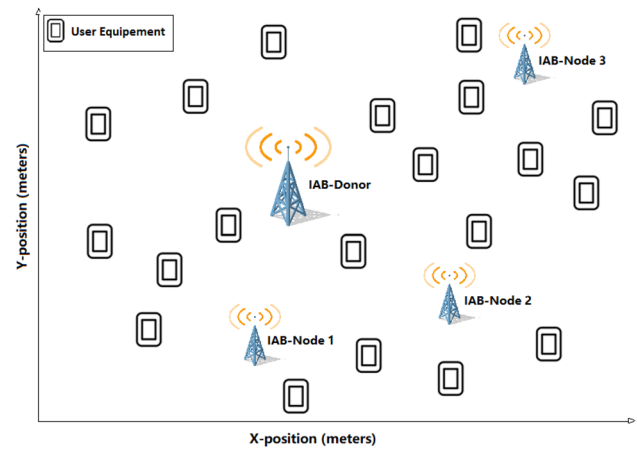 User Equipement
IAB-Node 3
IAB-Donor
IAB-Node 2
IAB-Node 1
Y-position (meters)
X-position (meters)